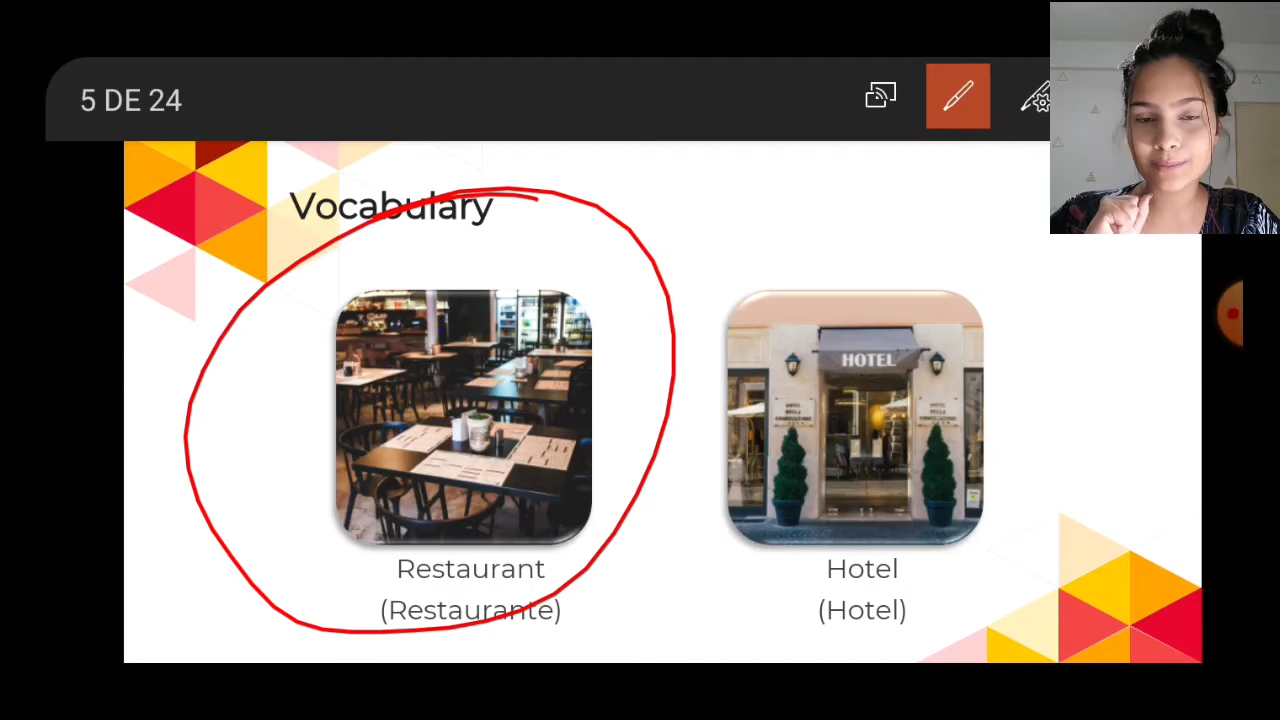 5 DE 24
Vocabulary
HOTEL
Restaurant
(Restaurante)
Hotel
(Hotel)